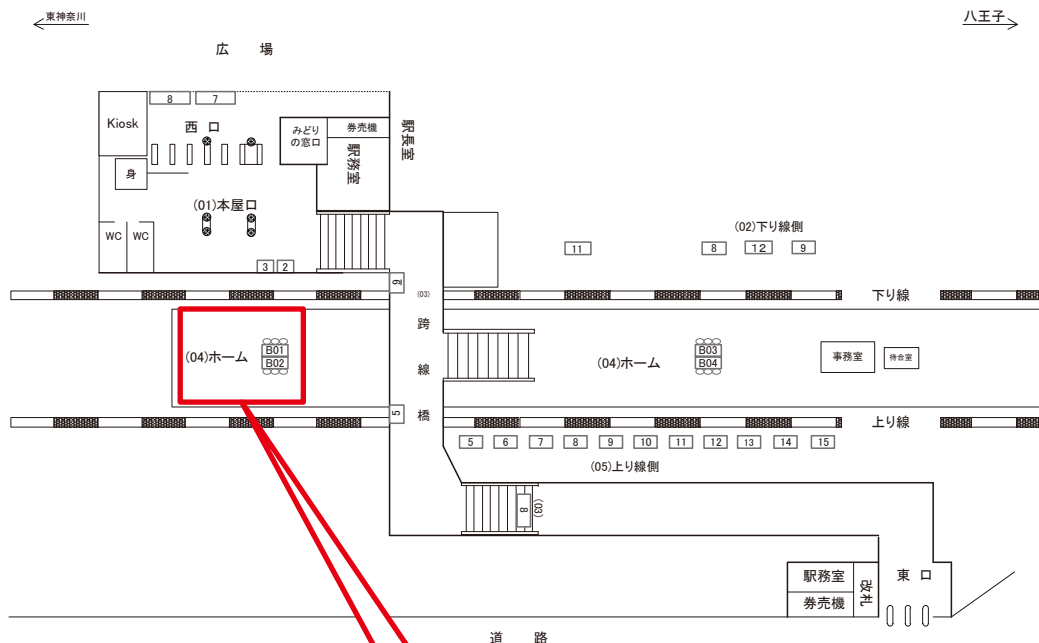 東神奈川
八王子
広 場
8
7
Kiosk
西 口
みどり
の窓口
券売機
駅務室
駅長室
身
(01)本屋口
WC
WC
3
2
(02)下り線側
11
8
12
9
9
(03)
跨線橋
下り線
(04)ホーム
B01
B02
(04)ホーム
B03
B04
事務室
待合室
5
上り線
5
6
7
8
9
10
11
12
13
14
15
(05)上り線側
8
(03)
駅務室
券売機
改札
東 口
道 路